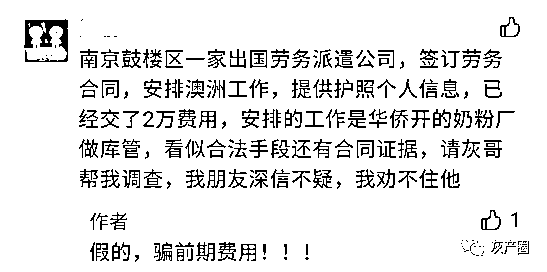 南京鼓楼区一家出国劳务派遣公司，签订劳务
合同，安排澳洲工作，提供护照个人信息，已
经交了2万费用，安排的工作是华侨开的奶粉厂
做库管，看似合法手段还有合同证据，请灰哥
帮我调查，我朋友深信不疑，我劝不住他
作者
1
假的，骗前期费用！！！
灰产圈